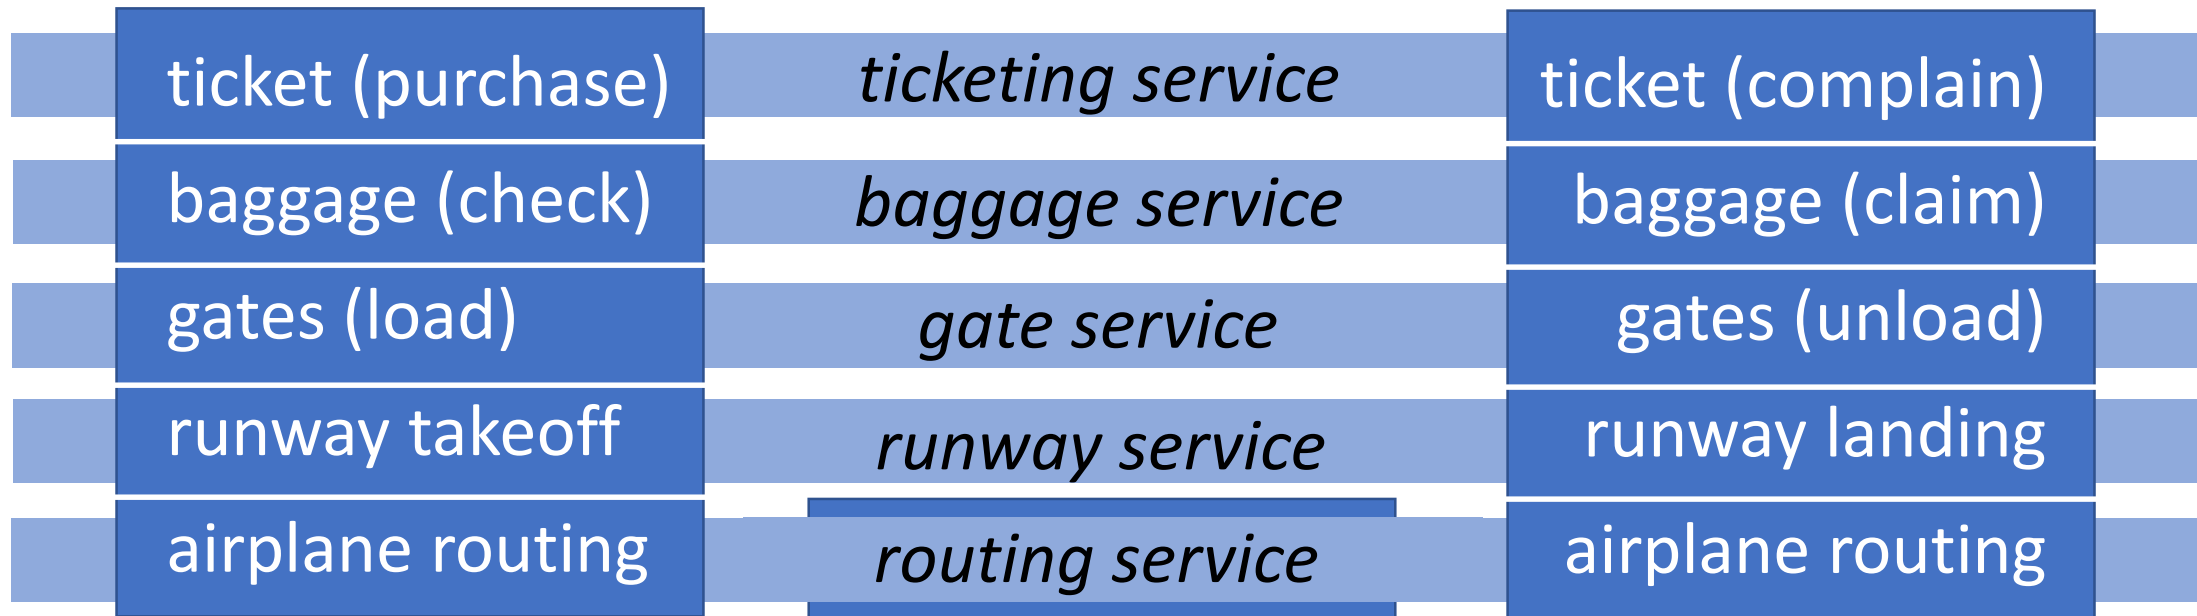 ticket (purchase) ticketing service ticket (complain)
baggage (check) baggage service baggage (claim)
gates (load) gate service gates (unload)
runway takeoff runway service runway landing
airplane routing routing service airplane routing